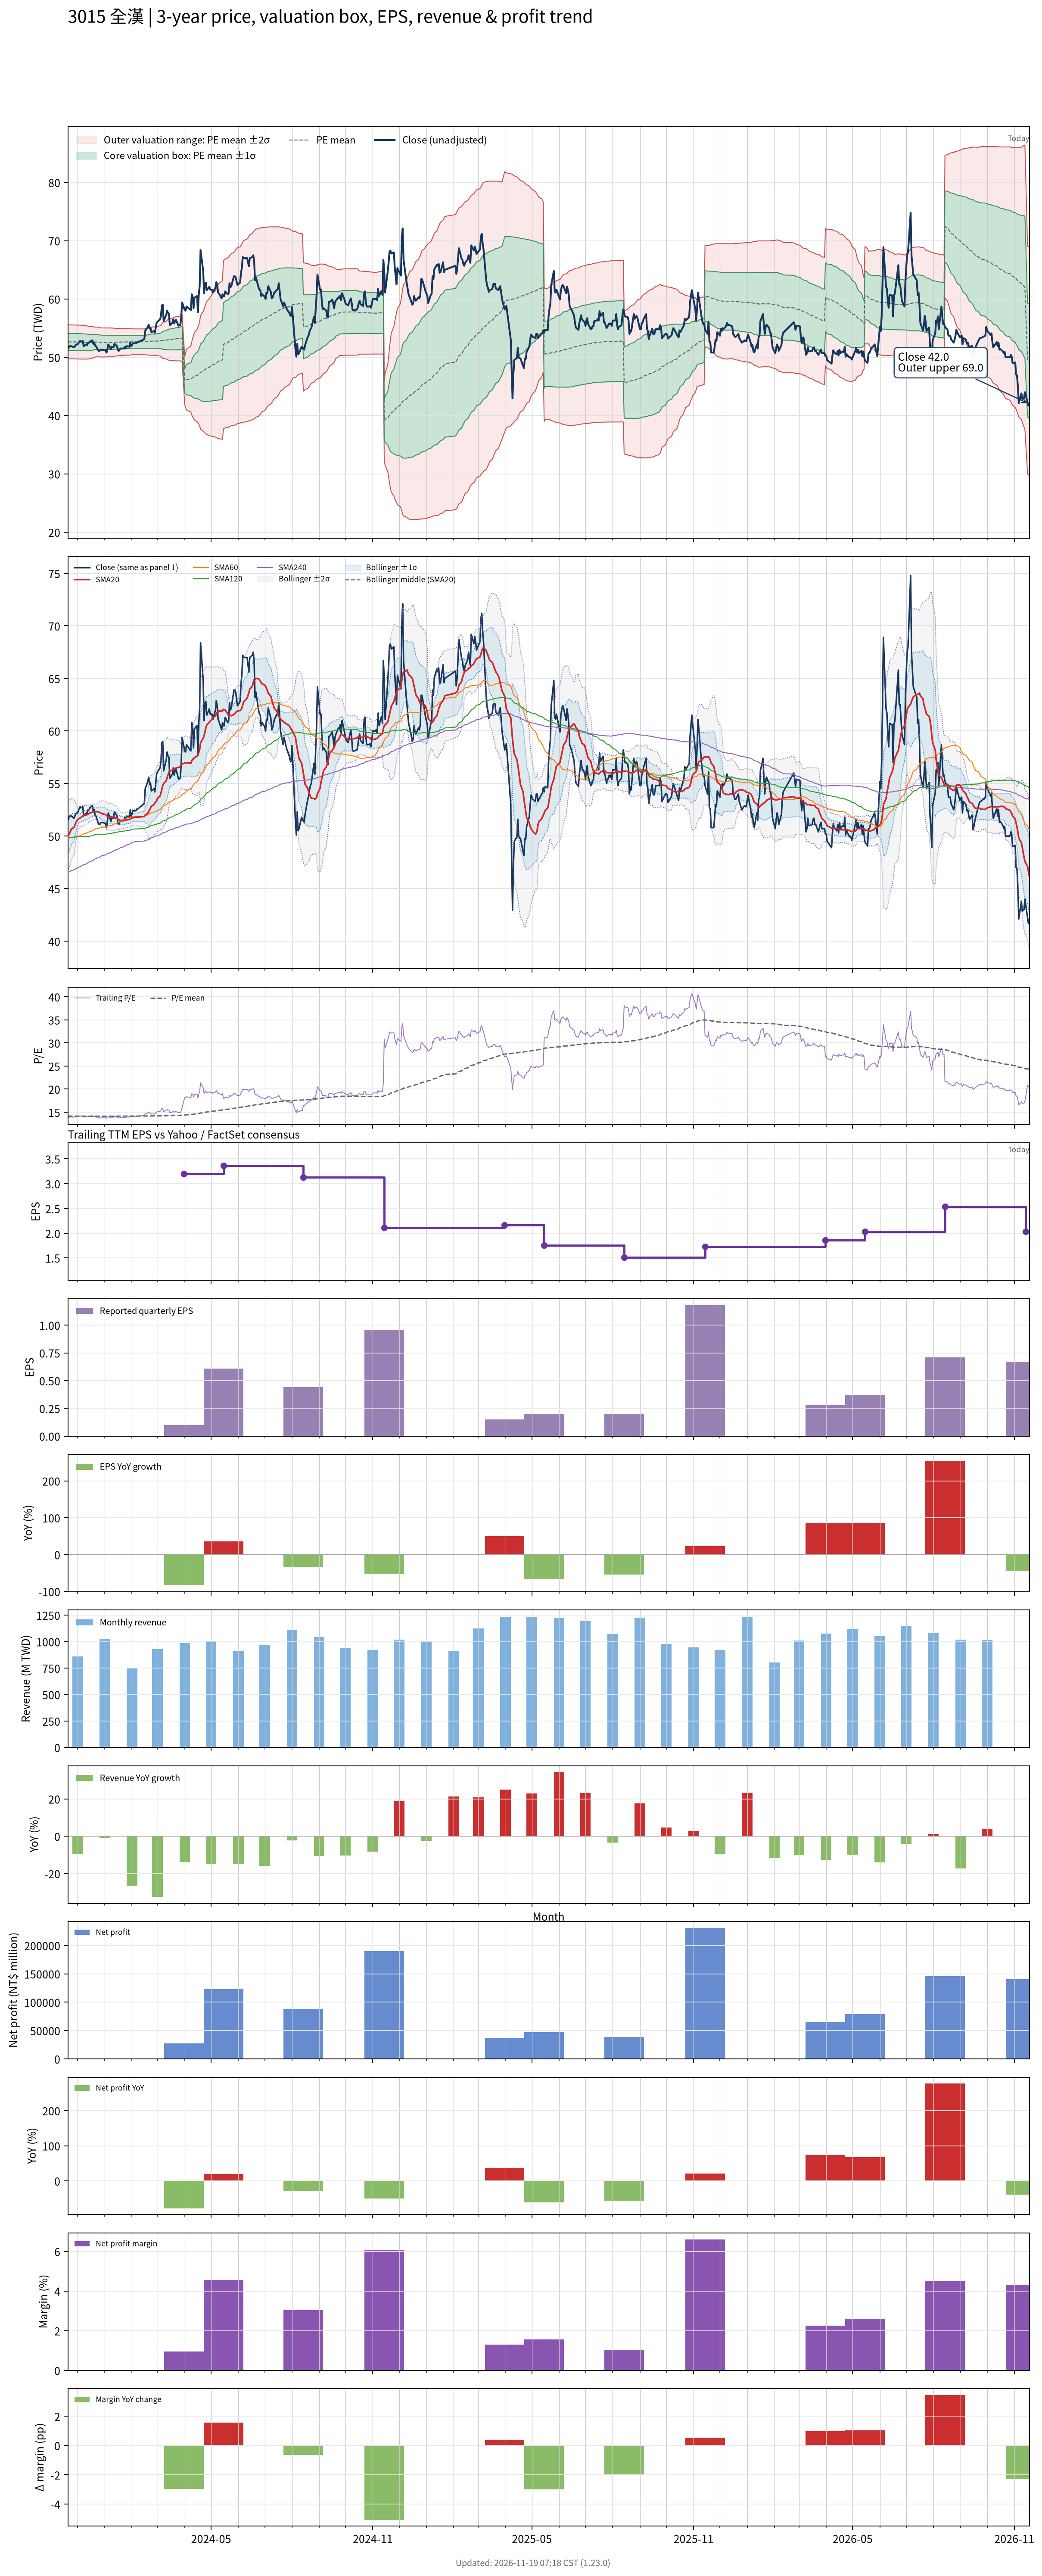 3015 全漢 | 3-year price, valuation box, EPS, revenue & profit trend
Outer valuation range: PE mean ±2σ
Core valuation box: PE mean ±1σ
PE mean
Close (unadjusted)
Today
Price (TWD)
80
70
60
50
40
30
20
Close 42.0
Outer upper 69.0
Close (same as panel 1)
SMA20
SMA60
SMA120
SMA240
Bollinger ±2σ
Bollinger ±1σ
Bollinger middle (SMA20)
Price
75
70
65
60
55
50
45
40
Trailing P/E
P/E mean
P/E
40
35
30
25
20
15
Trailing TTM EPS vs Yahoo / FactSet consensus
Today
EPS
3.5
3.0
2.5
2.0
1.5
Reported quarterly EPS
EPS
1.00
0.75
0.50
0.25
0.00
EPS YoY growth
YoY (%)
200
100
0
-100
Monthly revenue
Revenue (M TWD)
1250
1000
750
500
250
0
Revenue YoY growth
YoY (%)
20
0
-20
Month
Net profit
Net profit (NT$ million)
200000
150000
100000
50000
0
Net profit YoY
YoY (%)
200
100
0
Net profit margin
Margin (%)
6
4
2
0
Margin YoY change
Δ margin (pp)
2
0
-2
-4
2024-05
2024-11
2025-05
2025-11
2026-05
2026-11
Updated: 2026-11-19 07:18 CST (1.23.0)